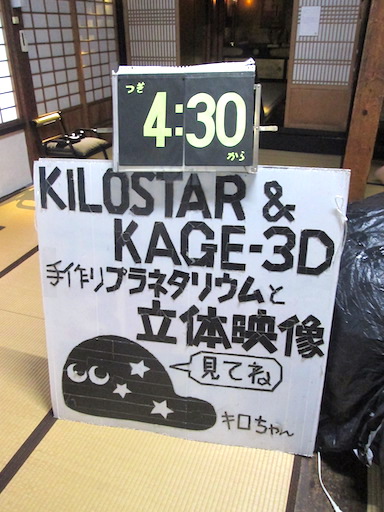 つぎ
4:30
から
KILOSTAR &
KAGE-3D
手作りプラネタリウムと
立体映像
見てね
キロちゃん